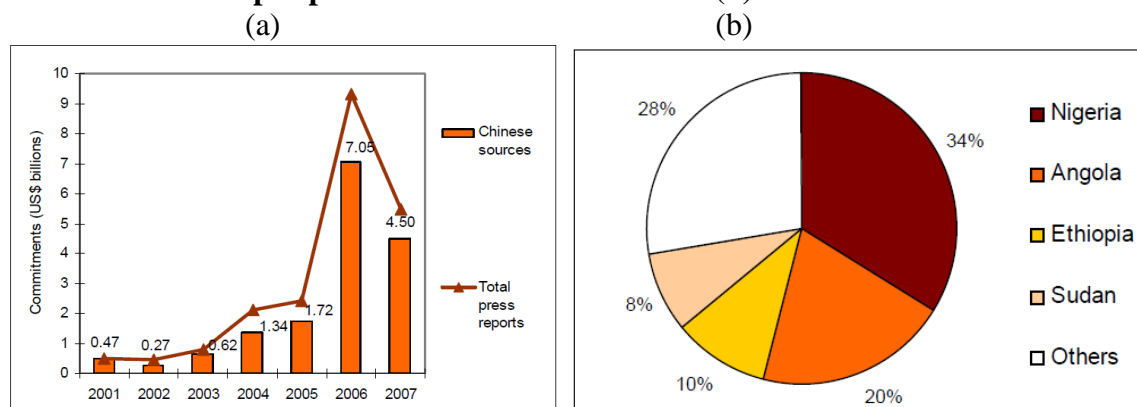 (a)
(b)
10
9
8
7
6
5
4
3
2
1
0
Commitments (US$ billions)
0.47
0.27
0.62
1.34
1.72
7.05
4.50
2001 2002 2003 2004 2005 2006 2007
Chinese
sources
Total
press
reports
28%
34%
8%
10%
20%
Nigeria
Angola
Ethiopia
Sudan
Others